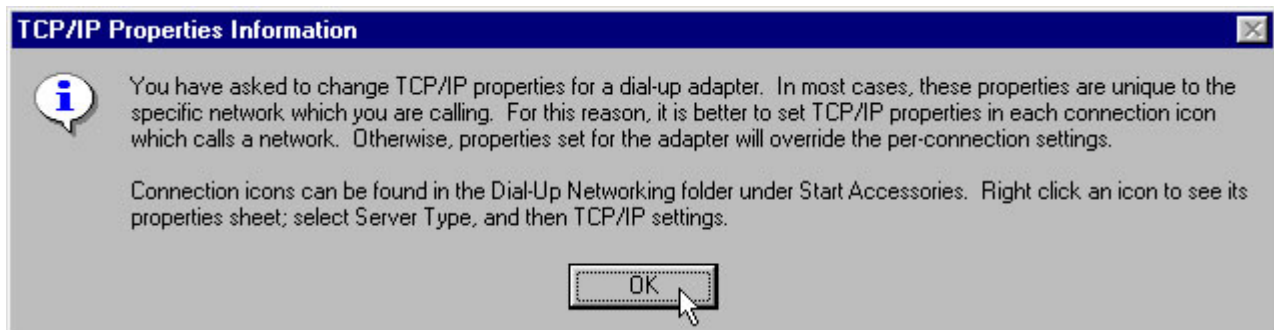 TCP/IP Properties Information
You have asked to change TCP/IP properties for a dial-up adapter.  In most cases, these properties are unique to the
specific network which you are calling.  For this reason, it is better to set TCP/IP properties in each connection icon
which calls a network.  Otherwise, properties set for the adapter will override the per-connection settings.
Connection icons can be found in the Dial-Up Networking folder under Start Accessories.  Right click an icon to see its
properties sheet; select Server Type, and then TCP/IP settings.
OK